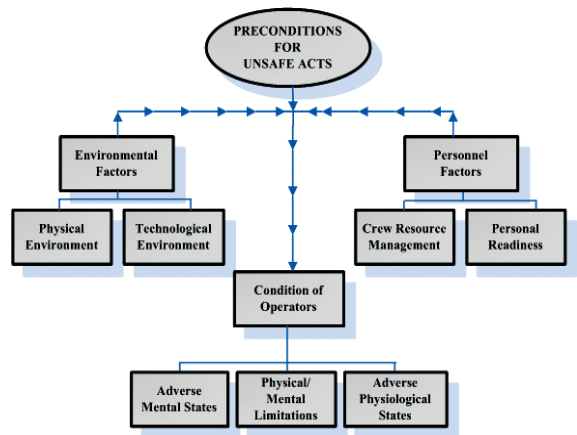 PRECONDITIONS
FOR
UNSAFE ACTS
Environmental
Factors
Personnel
Factors
Physical
Environment
Technological
Environment
Crew Resource
Management
Personal
Readiness
Condition of
Operators
Adverse
Mental States
Physical/
Mental
Limitations
Adverse
Physiological
States